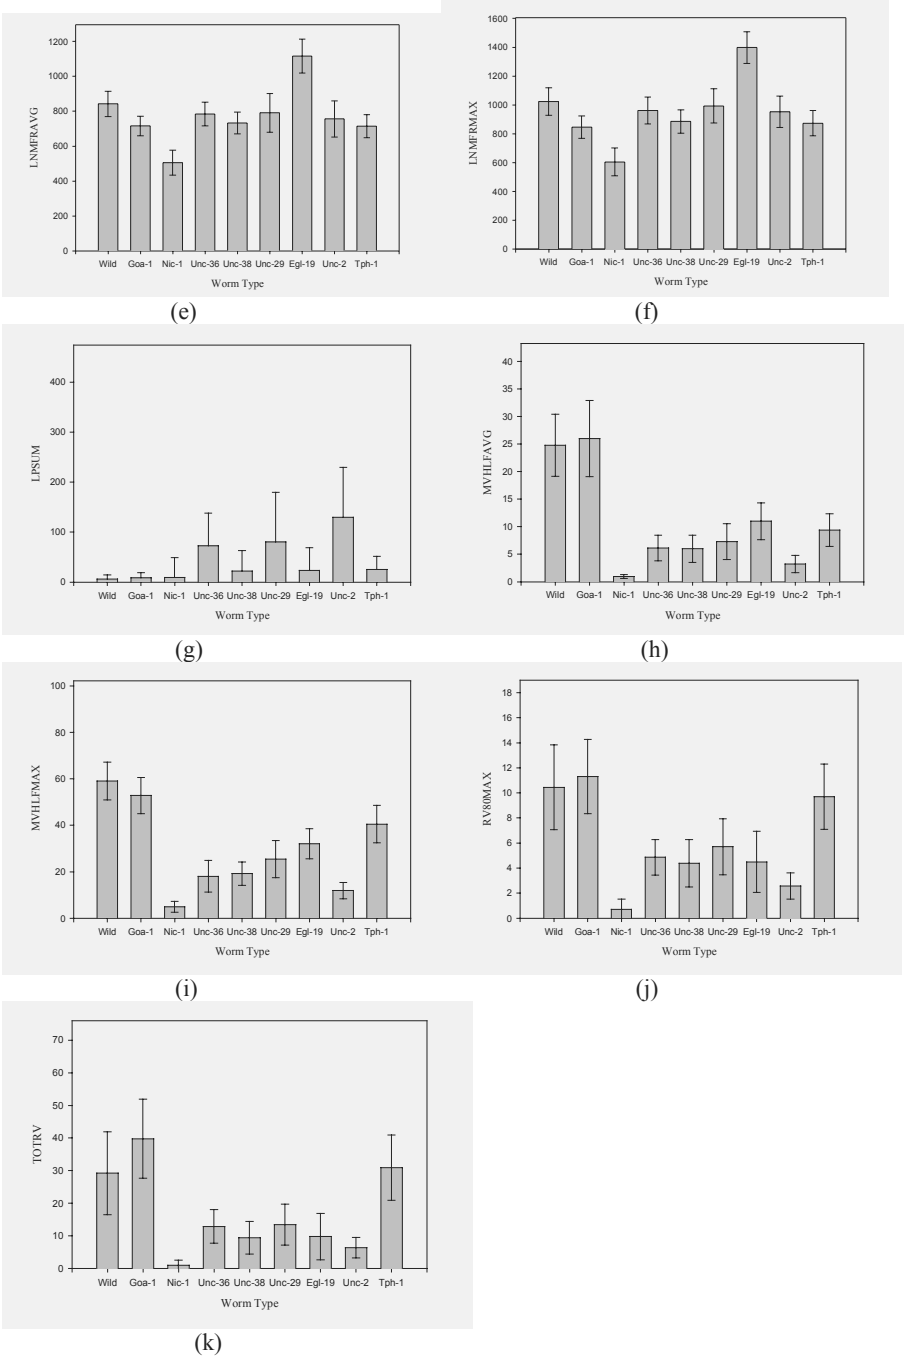 LNMFRAVG
1200
1000
800
600
400
200
0
Wild Goa-1 Nic-1 Unc-36 Unc-38 Unc-29 Egl-19 Unc-2 Tph-1
Worm Type
(e)
LNMFRMAX
1600
1400
1200
1000
800
600
400
200
0
Wild Goa-1 Nic-1 Unc-36 Unc-38 Unc-29 Egl-19 Unc-2 Tph-1
Worm Type
(f)
LPSUM
400
300
200
100
0
Wild Goa-1 Nic-1 Unc-36 Unc-38 Unc-29 Egl-19 Unc-2 Tph-1
Worm Type
(g)
MVHLFAVG
40
35
30
25
20
15
10
5
0
Wild Goa-1 Nic-1 Unc-36 Unc-38 Unc-29 Egl-19 Unc-2 Tph-1
Worm Type
(h)
MVHLFMAX
100
80
60
40
20
0
Wild Goa-1 Nic-1 Unc-36 Unc-38 Unc-29 Egl-19 Unc-2 Tph-1
Worm Type
(i)
RV80MAX
18
16
14
12
10
8
6
4
2
0
Wild Goa-1 Nic-1 Unc-36 Unc-38 Unc-29 Egl-19 Unc-2 Tph-1
Worm Type
(j)
TOTRV
70
60
50
40
30
20
10
0
Wild Goa-1 Nic-1 Unc-36 Unc-38 Unc-29 Egl-19 Unc-2 Tph-1
Worm Type
(k)